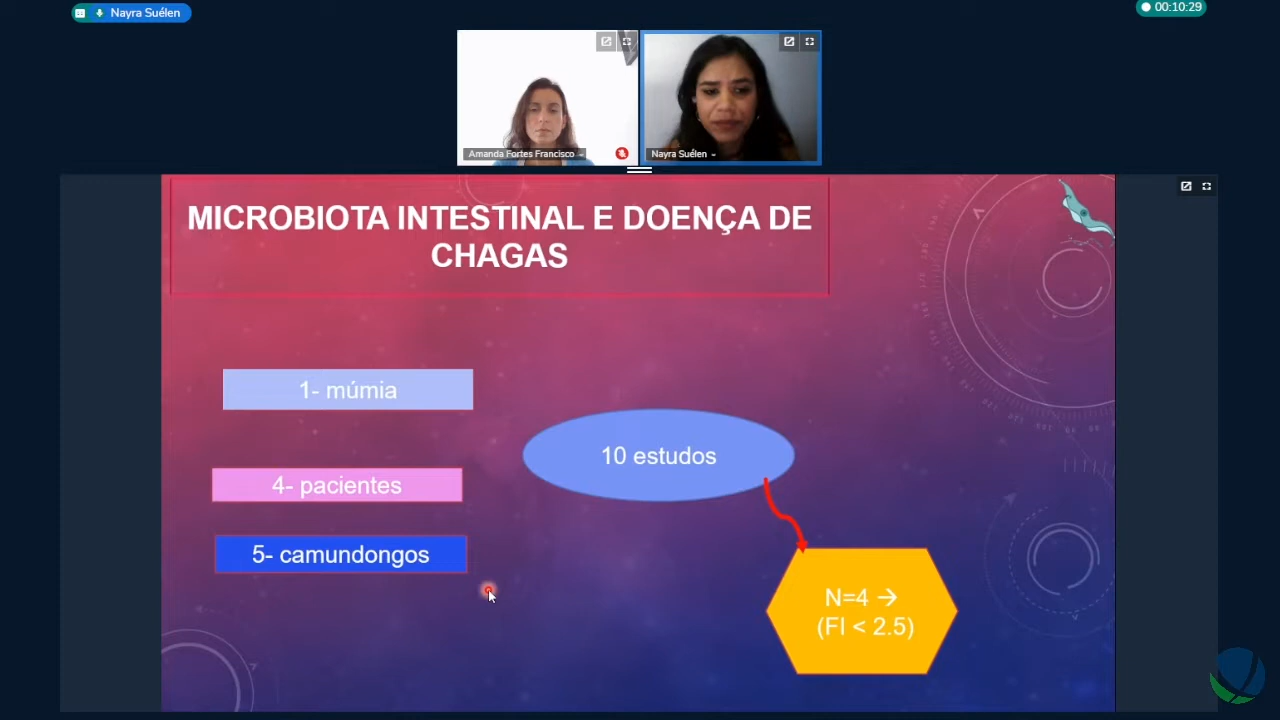 Nayra Suélen
00:10:29
Amanda Fortes Francisco
Nayra Suélen
MICROBIOTA INTESTINAL E DOENÇA DE
CHAGAS
1- múmia
10 estudos
4- pacientes
5- camundongos
N=4 →
(FI < 2.5)